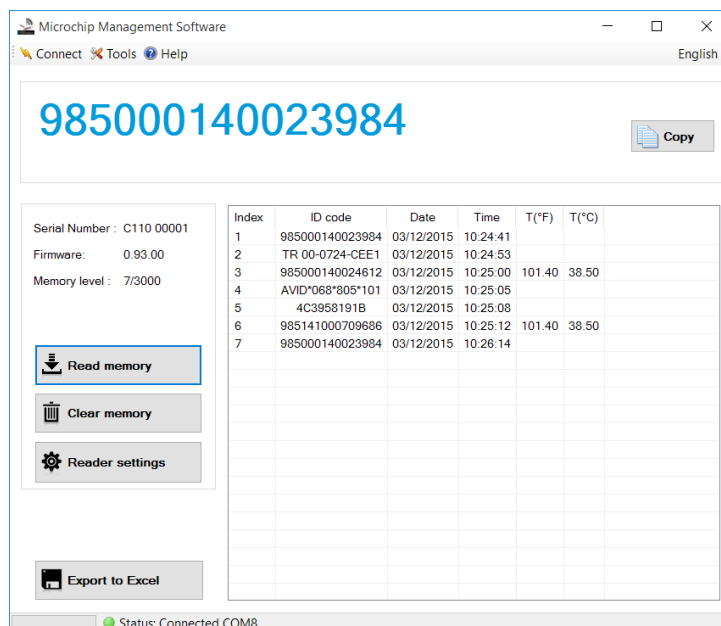 Microchip Management Software
Connect Tools Help English
985000140023984
Copy
Serial Number : C110 00001
Firmware: 0.93.00
Memory level : 7/3000
Read memory
Clear memory
Reader settings
Export to Excel
Index ID code Date Time T(°F) T(°C)
1 985000140023984 03/12/2015 10:24:41
2 TR 00-0724-CEE1 03/12/2015 10:24:53
3 985000140024612 03/12/2015 10:25:00 101.40 38.50
4 AVID*068*805*101 03/12/2015 10:25:05
5 4C3958191B 03/12/2015 10:25:08
6 985141000709686 03/12/2015 10:25:12 101.40 38.50
7 985000140023984 03/12/2015 10:26:14
Status: Connected COM8